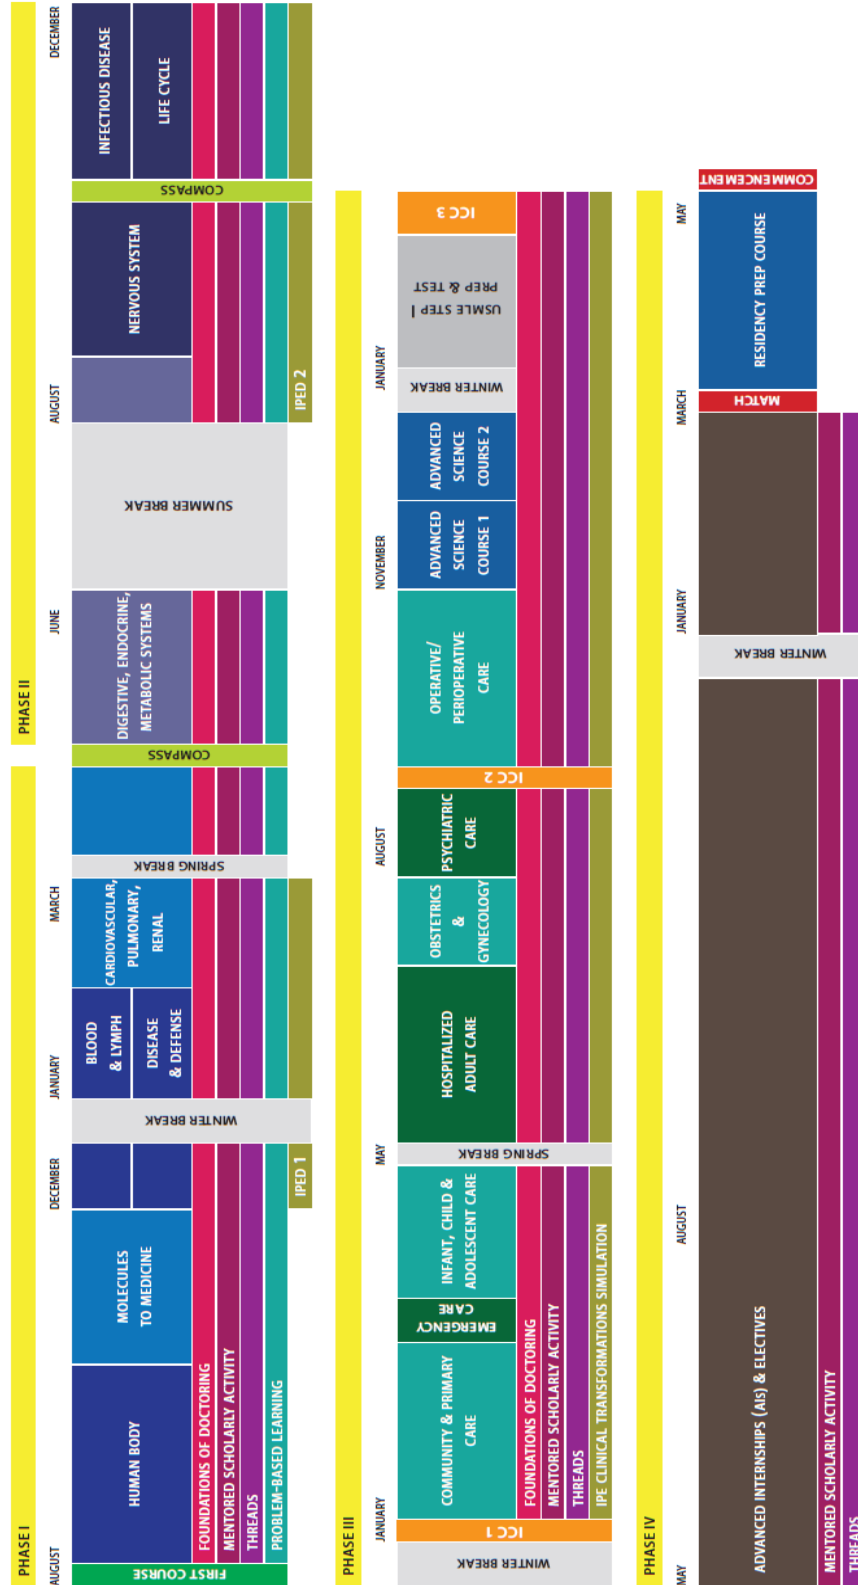 PHASE I
PHASE II
AUGUST
DECEMBER
JANUARY
MARCH
JUNE
AUGUST
DECEMBER
FIRST COURSE
HUMAN BODY
MOLECULES
TO MEDICINE
WINTER BREAK
BLOOD
& LYMPH
DISEASE
& DEFENSE
CARDIOVASCULAR,
PULMONARY,
RENAL
SPRING BREAK
COMPASS
DIGESTIVE, ENDOCRINE,
METABOLIC SYSTEMS
SUMMER BREAK
NERVOUS SYSTEM
COMPASS
INFECTIOUS DISEASE
LIFE CYCLE
FOUNDATIONS OF DOCTORING
MENTORED SCHOLARLY ACTIVITY
THREADS
PROBLEM-BASED LEARNING
IPED 1
IPED 2
PHASE III
JANUARY
MAY
AUGUST
NOVEMBER
JANUARY
WINTER BREAK
ICC 1
COMMUNITY & PRIMARY
CARE
EMERGENCY
CARE
INFANT, CHILD &
ADOLESCENT CARE
SPRING BREAK
HOSPITALIZED
ADULT CARE
OBSTETRICS
&
GYNECOLOGY
PSYCHIATRIC
CARE
ICC 2
OPERATIVE/
PERIOPERATIVE
CARE
ADVANCED
SCIENCE
COURSE 1
ADVANCED
SCIENCE
COURSE 2
WINTER BREAK
USMLE STEP I
PREP & TEST
ICC 3
FOUNDATIONS OF DOCTORING
MENTORED SCHOLARLY ACTIVITY
THREADS
IPE CLINICAL TRANSFORMATIONS SIMULATION
PHASE IV
MAY
AUGUST
JANUARY
MARCH
MAY
ADVANCED INTERNSHIPS (AIs) & ELECTIVES
WINTER BREAK
MATCH
RESIDENCY PREP COURSE
COMMENCEMENT
MENTORED SCHOLARLY ACTIVITY
THREADS